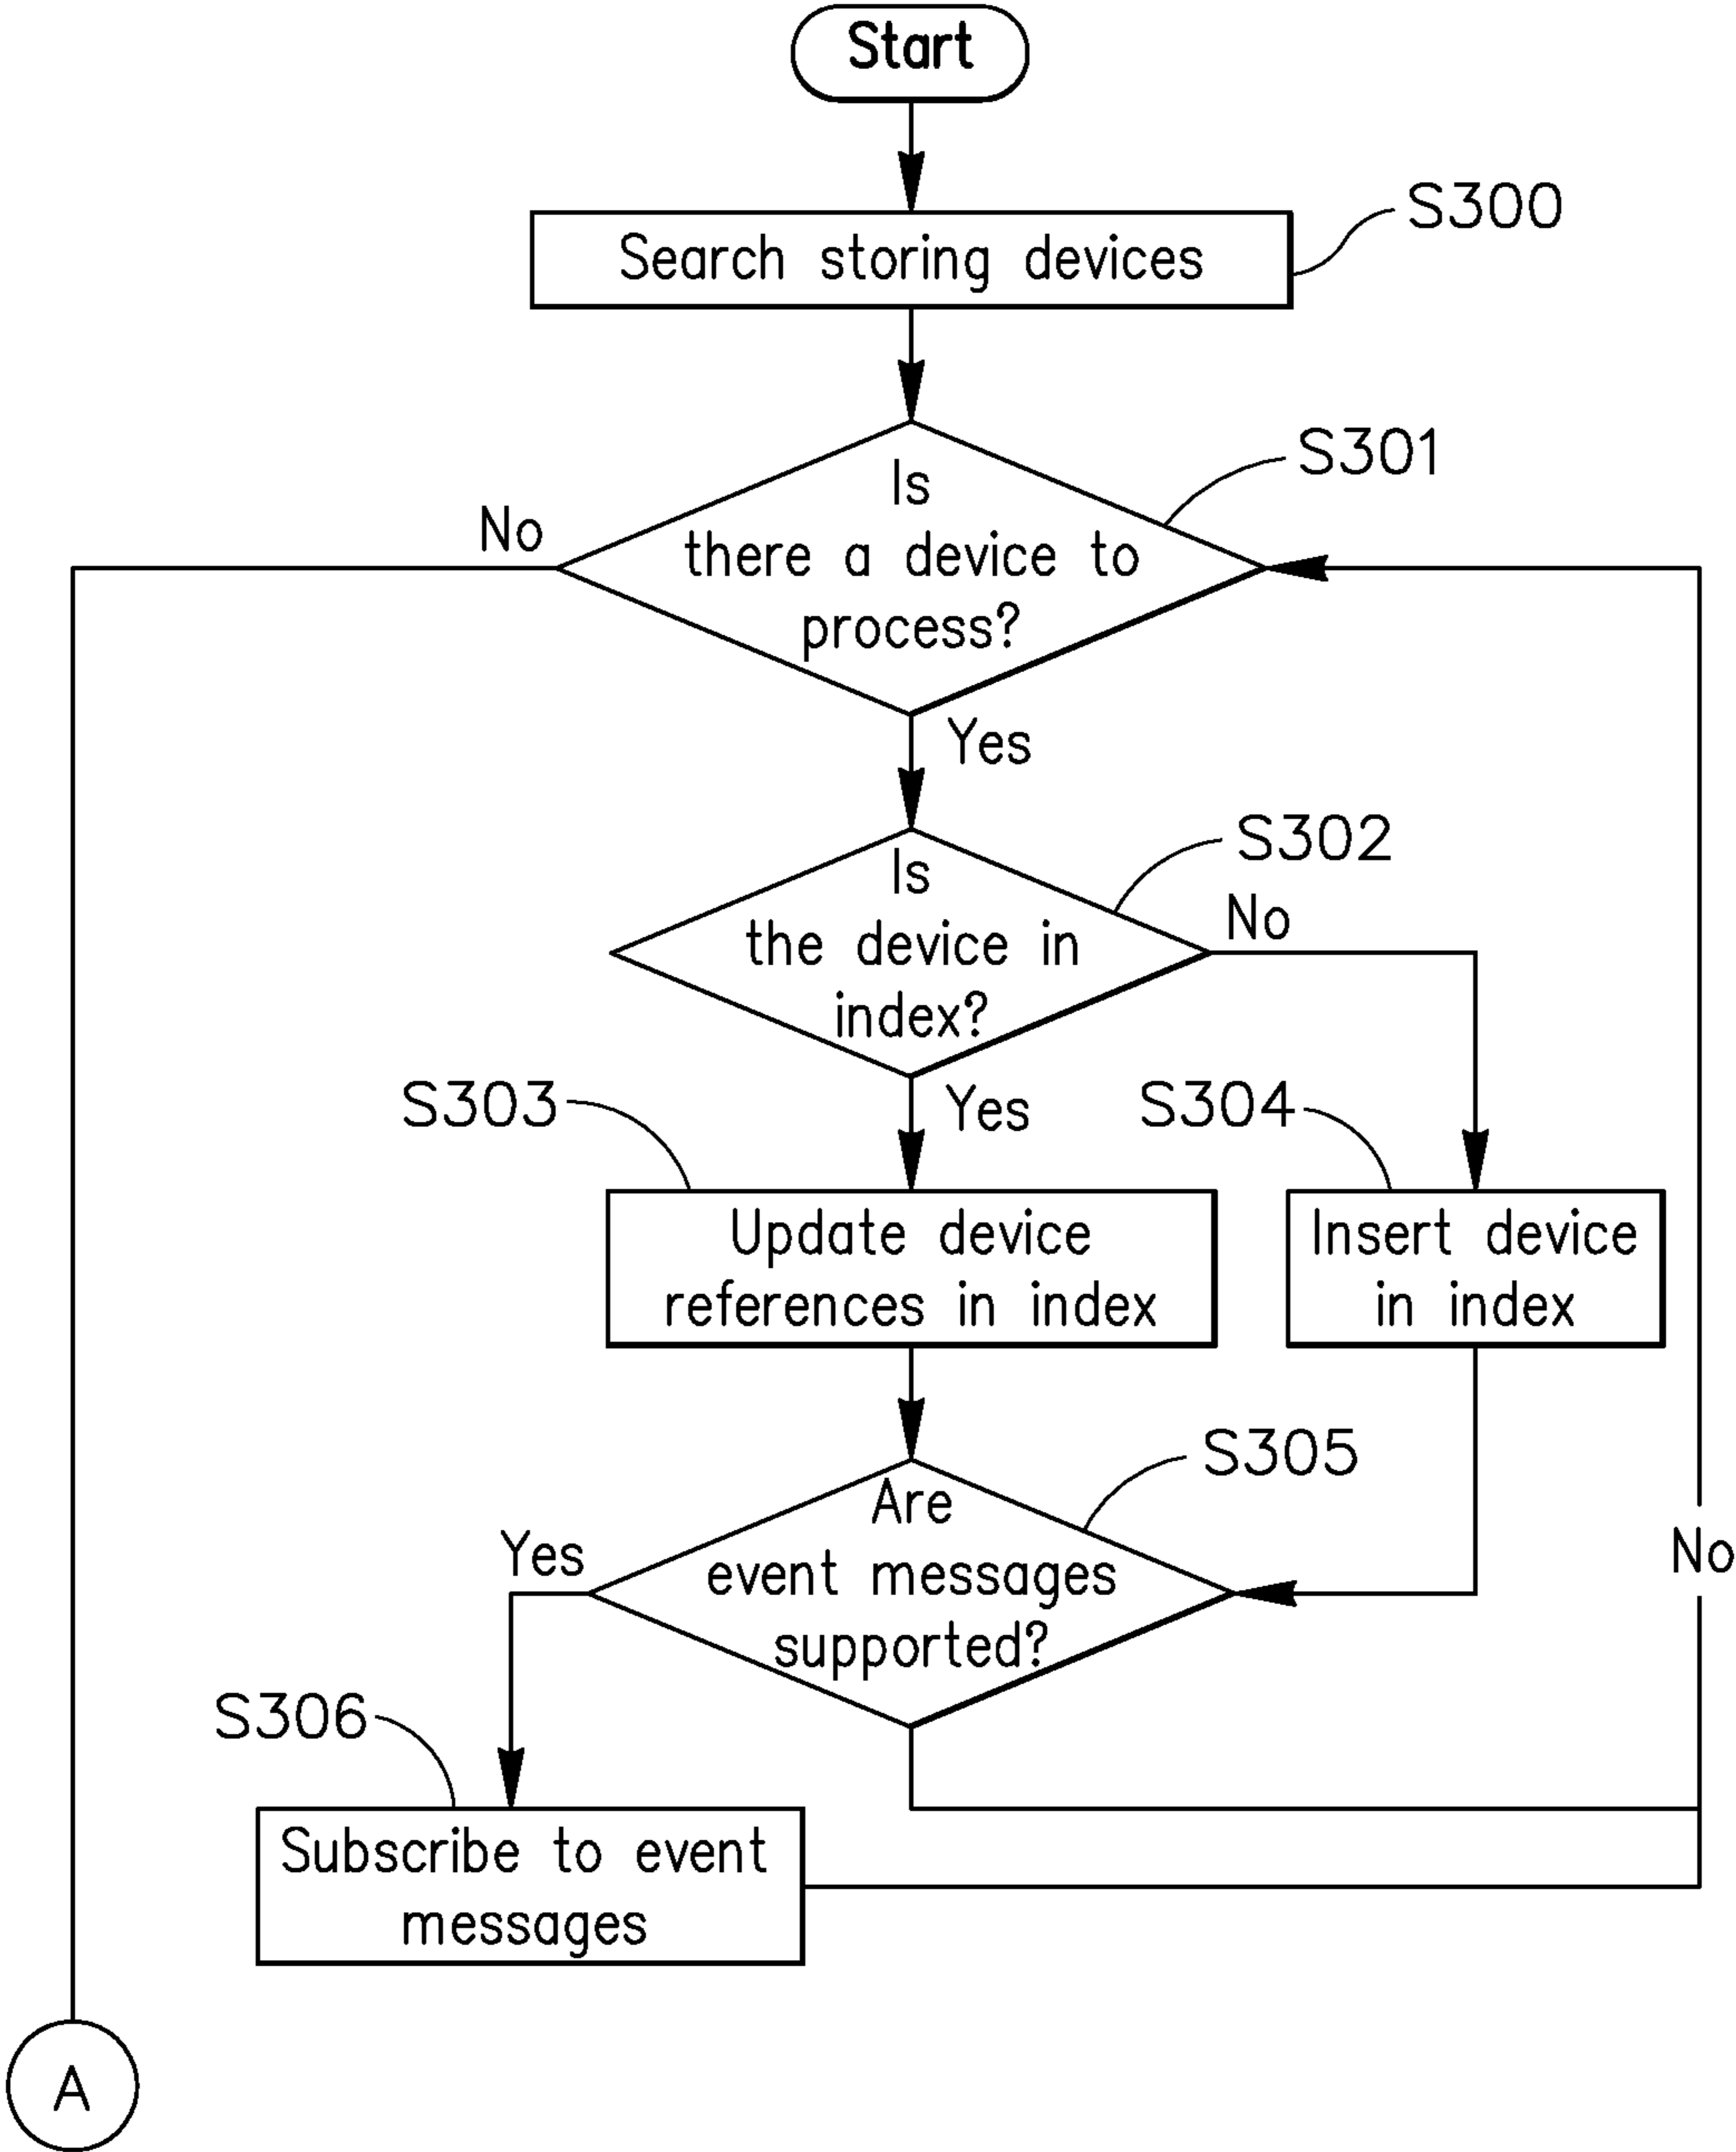 Start
Search storing devices
S300
Is
there a device to
process?
S301
No
Yes
Is
the device in
index?
S302
No
Yes
S303
S304
Update device
references in index
Insert device
in index
Are
event messages
supported?
S305
Yes
No
S306
Subscribe to event
messages
A